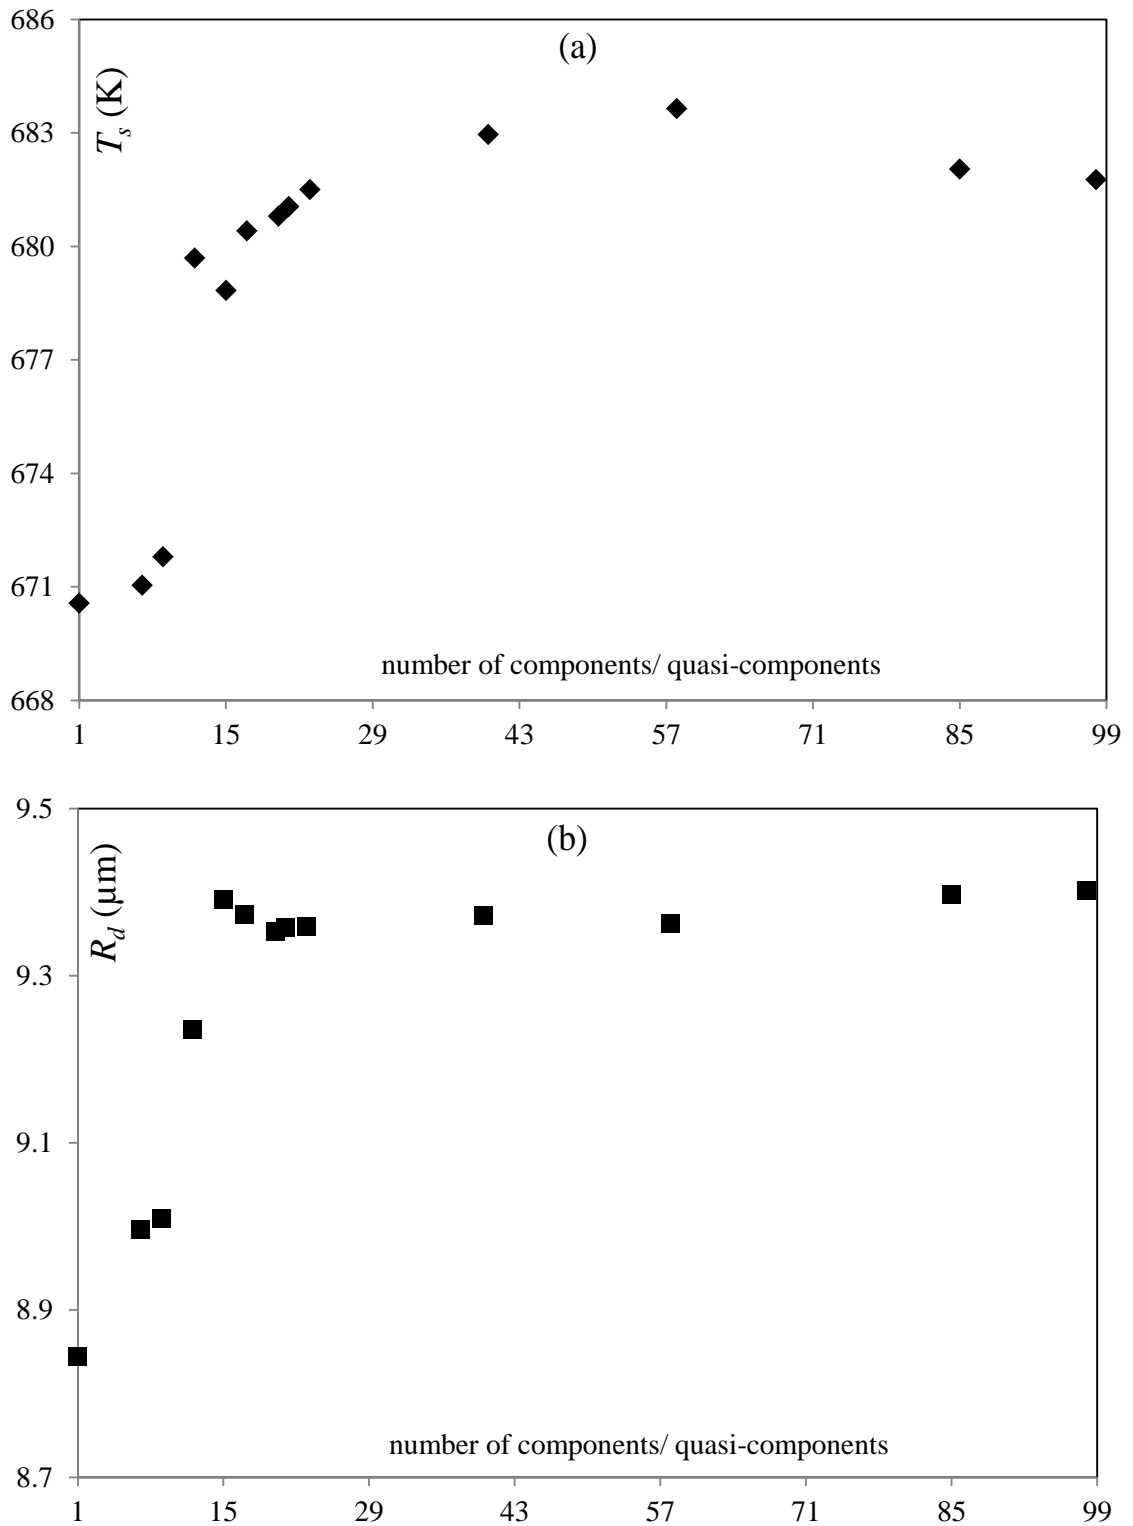 686
(a)
T_s (K)
683
680
677
674
671
number of components/ quasi-components
668
1 15 29 43 57 71 85 99
9.5
(b)
R_d (μm)
9.3
9.1
8.9
number of components/ quasi-components
8.7
1 15 29 43 57 71 85 99